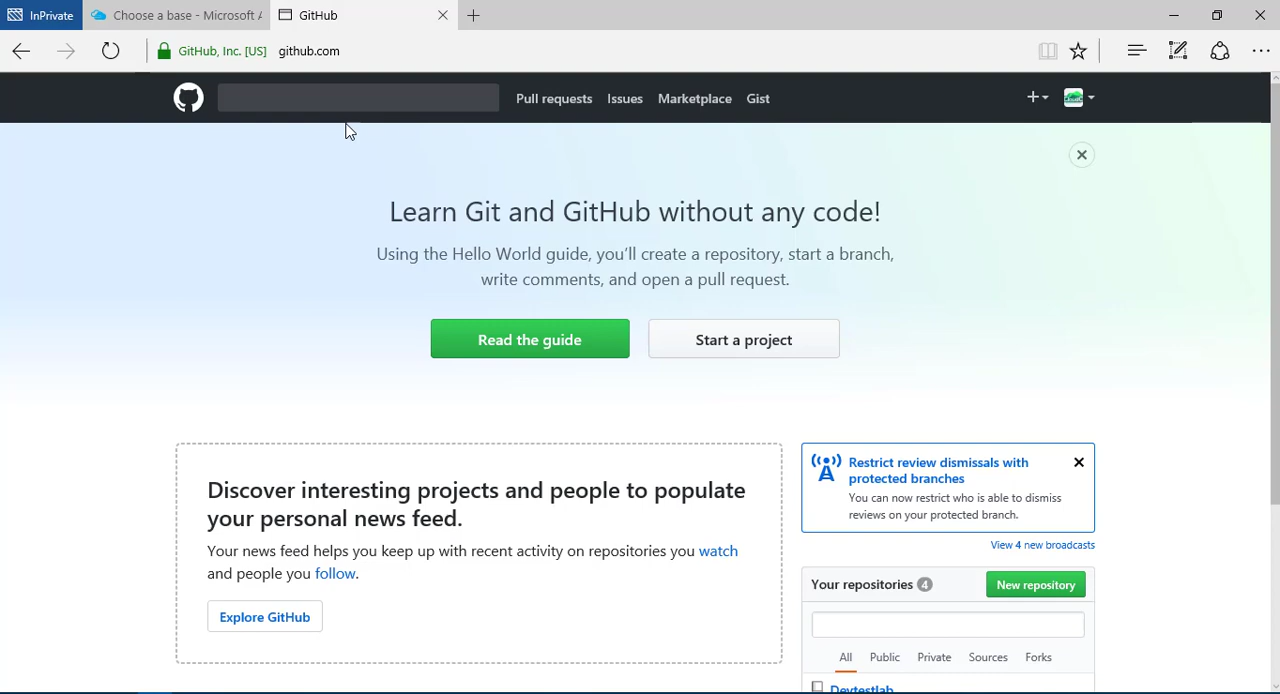 InPrivate
Choose a base - Microsoft A
GitHub
GitHub, Inc. [US] github.com
Pull requests Issues Marketplace Gist
Learn Git and GitHub without any code!
Using the Hello World guide, you’ll create a repository, start a branch,
write comments, and open a pull request.
Read the guide
Start a project
Discover interesting projects and people to populate
your personal news feed.
Your news feed helps you keep up with recent activity on repositories you watch
and people you follow.
Explore GitHub
Restrict review dismissals with
protected branches
You can now restrict who is able to dismiss
reviews on your protected branch.
View 4 new broadcasts
Your repositories 4
New repository
All Public Private Sources Forks
Devtestlab